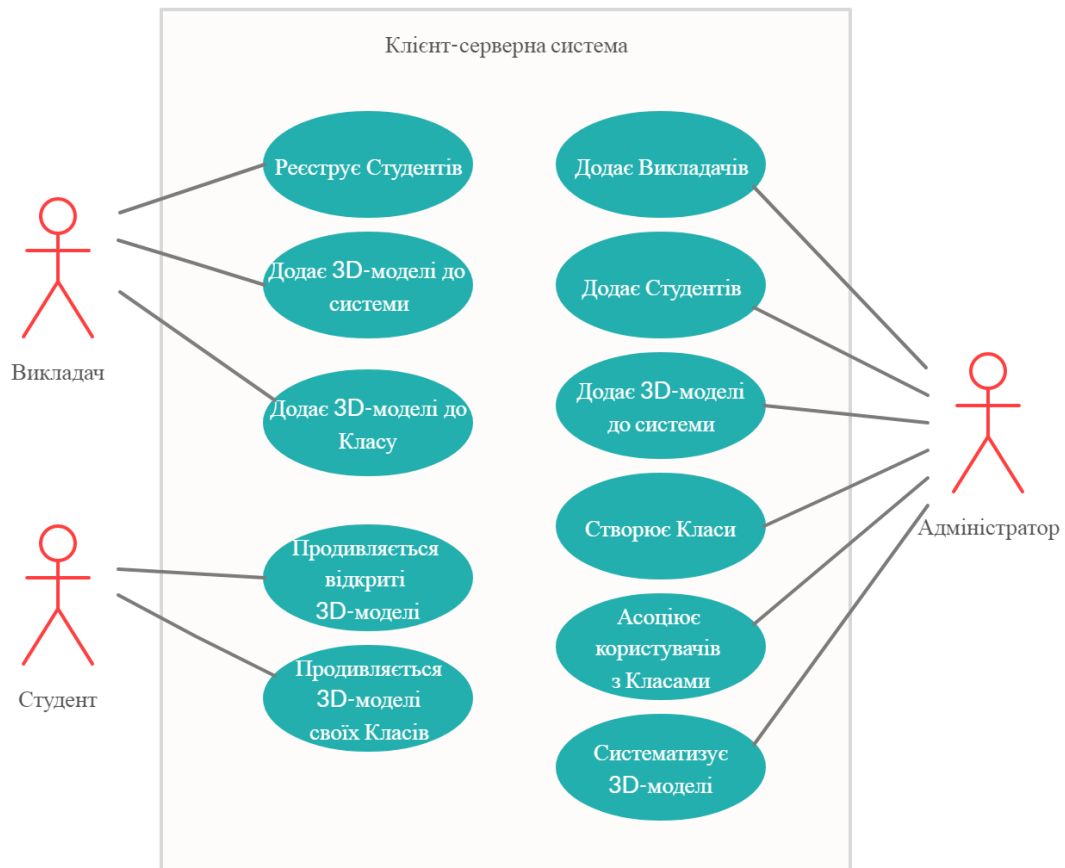 Клієнт-серверна система
Реєструє Студентів
Додає 3D-моделі до
системи
Додає 3D-моделі до
Класу
Викладач
Продивляється
відкриті
3D-моделі
Продивляється
3D-моделі
своїх Класів
Студент
Додає Викладачів
Додає Студентів
Додає 3D-моделі
до системи
Створює Класи
Асоціює
користувачів
з Класами
Систематизує
3D-моделі
Адміністратор